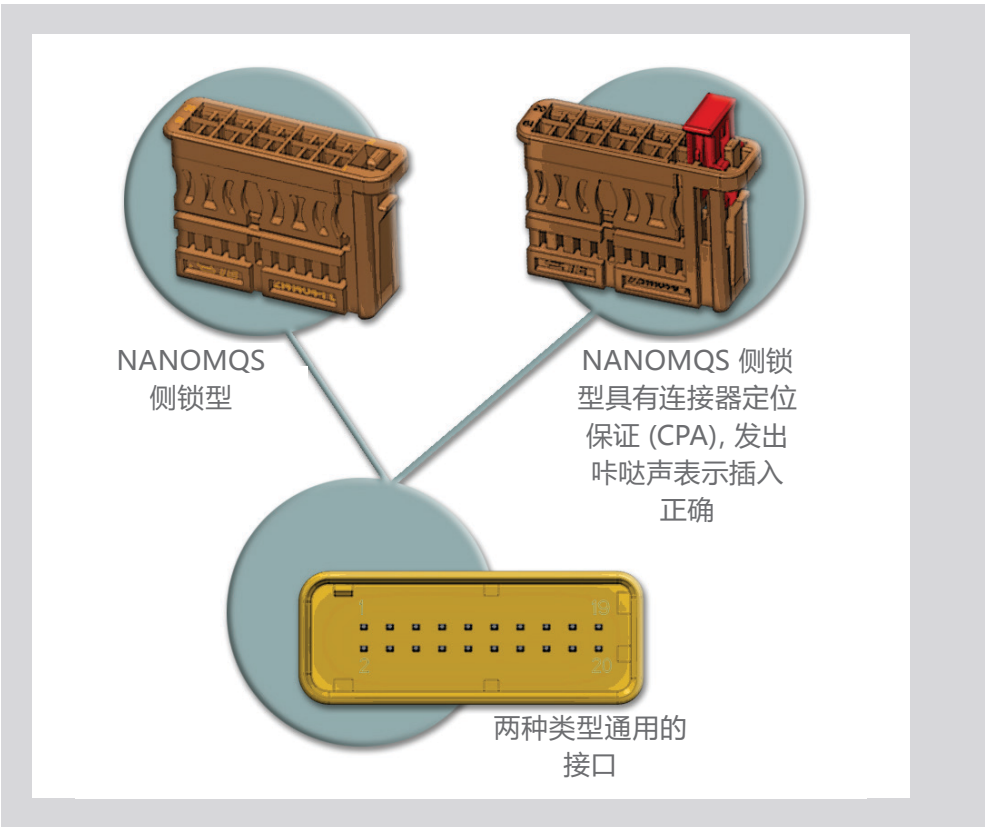 NANOMQS
侧锁型
NANOMQS 侧锁
型具有连接器定位
保证 (CPA), 发出
咔哒声表示插入
正确
20
1
10
20
两种类型通用的
接口